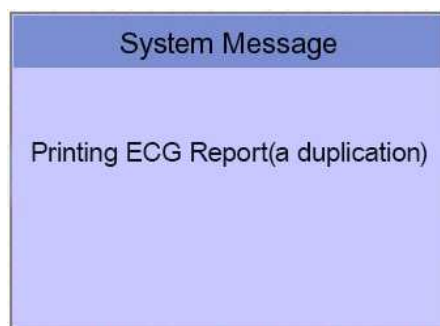 System Message
Printing ECG Report(a duplication)